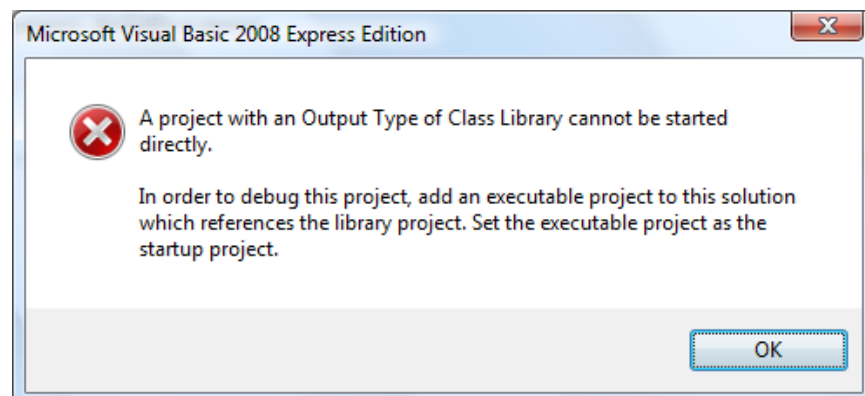 Microsoft Visual Basic 2008 Express Edition
A project with an Output Type of Class Library cannot be started
directly.
In order to debug this project, add an executable project to this solution
which references the library project. Set the executable project as the
startup project.
OK